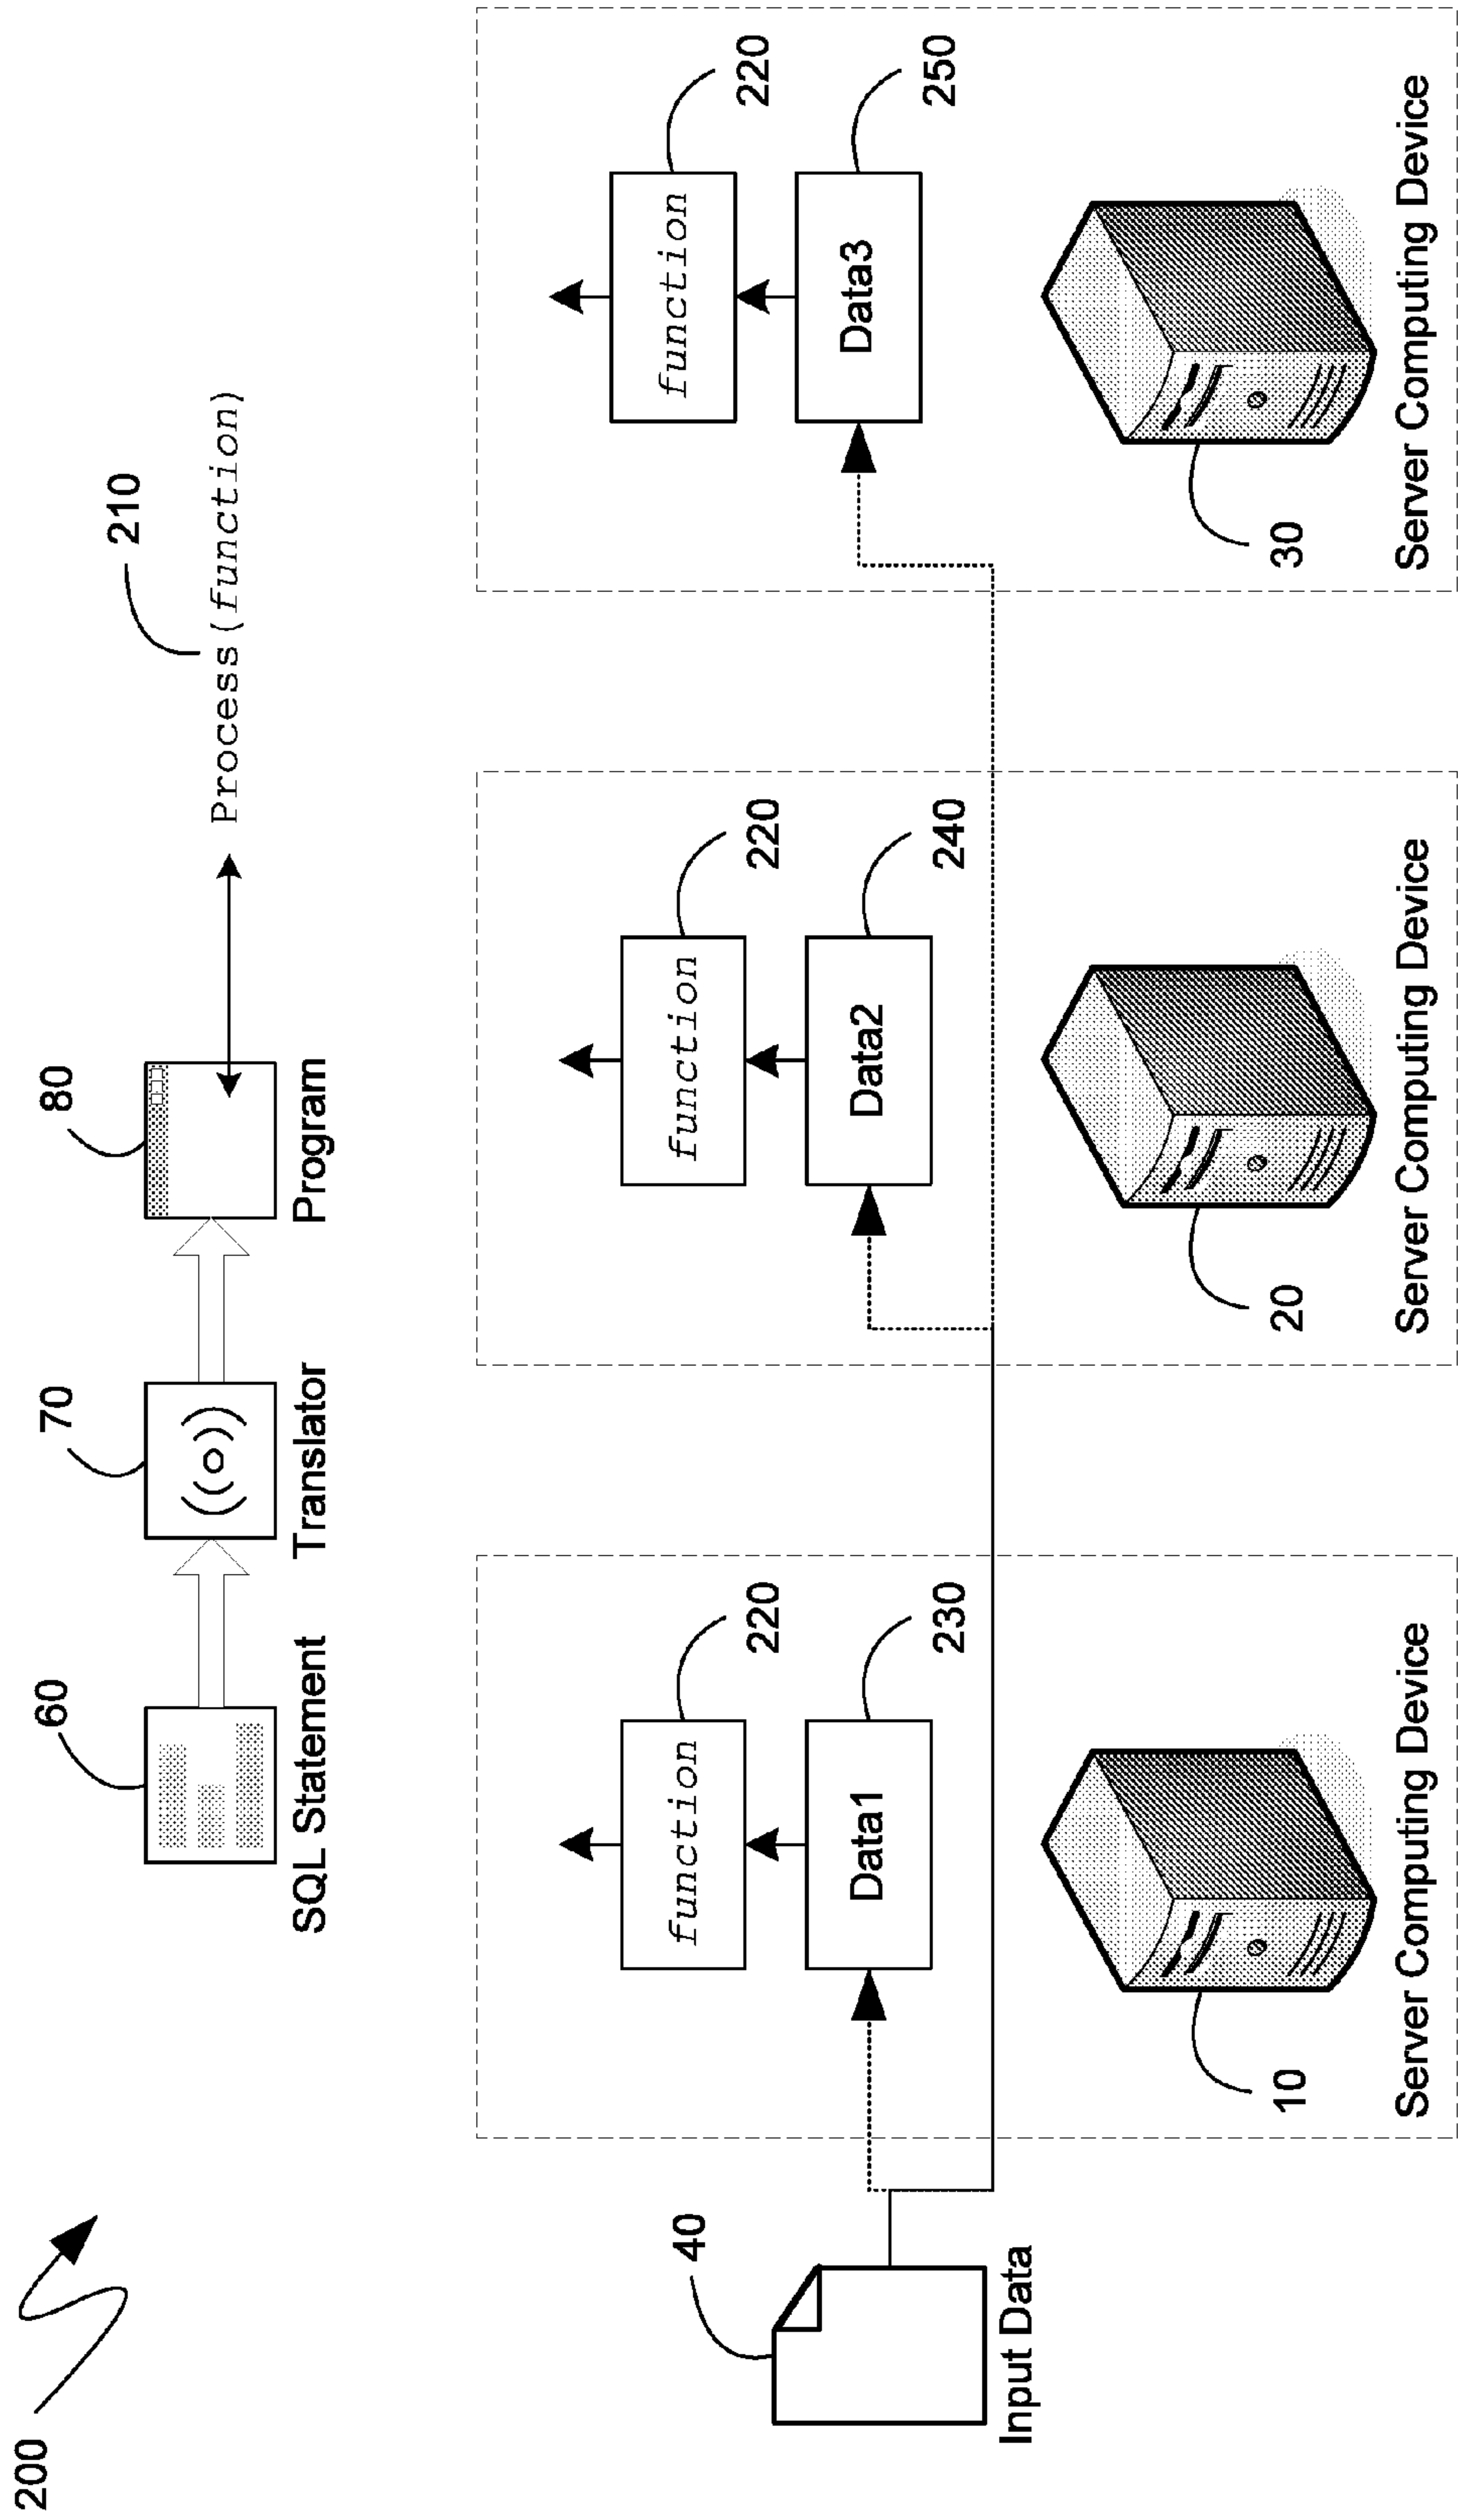 200
60
70
80
210
SQL Statement
Translator
Program
Process(function)
40
Input Data
function
220
Data1
230
10
Server Computing Device
function
220
Data2
240
20
Server Computing Device
function
220
Data3
250
30
Server Computing Device